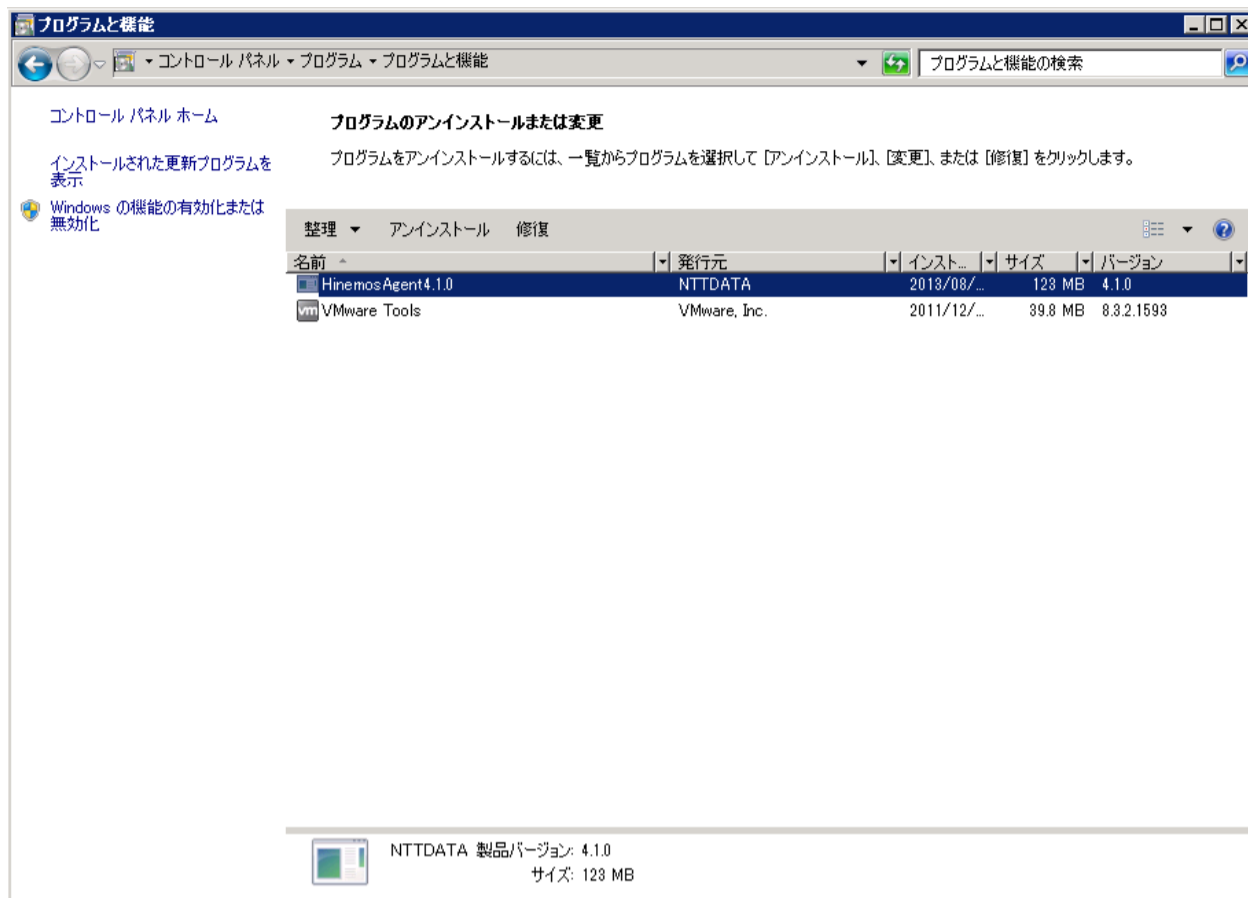 プログラムと機能
コントロール パネル プログラム プログラムと機能
プログラムと機能の検索
コントロール パネル ホーム
インストールされた更新プログラムを
表示
Windows の機能の有効化または
無効化
プログラムのアンインストールまたは変更
プログラムをアンインストールするには、一覧からプログラムを選択して [アンインストール]、[変更]、または [修復] をクリックします。
整理 アンインストール 修復
名前 発行元 インスト... サイズ バージョン
HinemosAgent4.1.0 NTTDATA 2013/08/... 123 MB 4.1.0
vm VMware Tools VMware, Inc. 2011/12/... 39.8 MB 8.3.2.1593
NTTDATA 製品バージョン: 4.1.0
サイズ: 123 MB